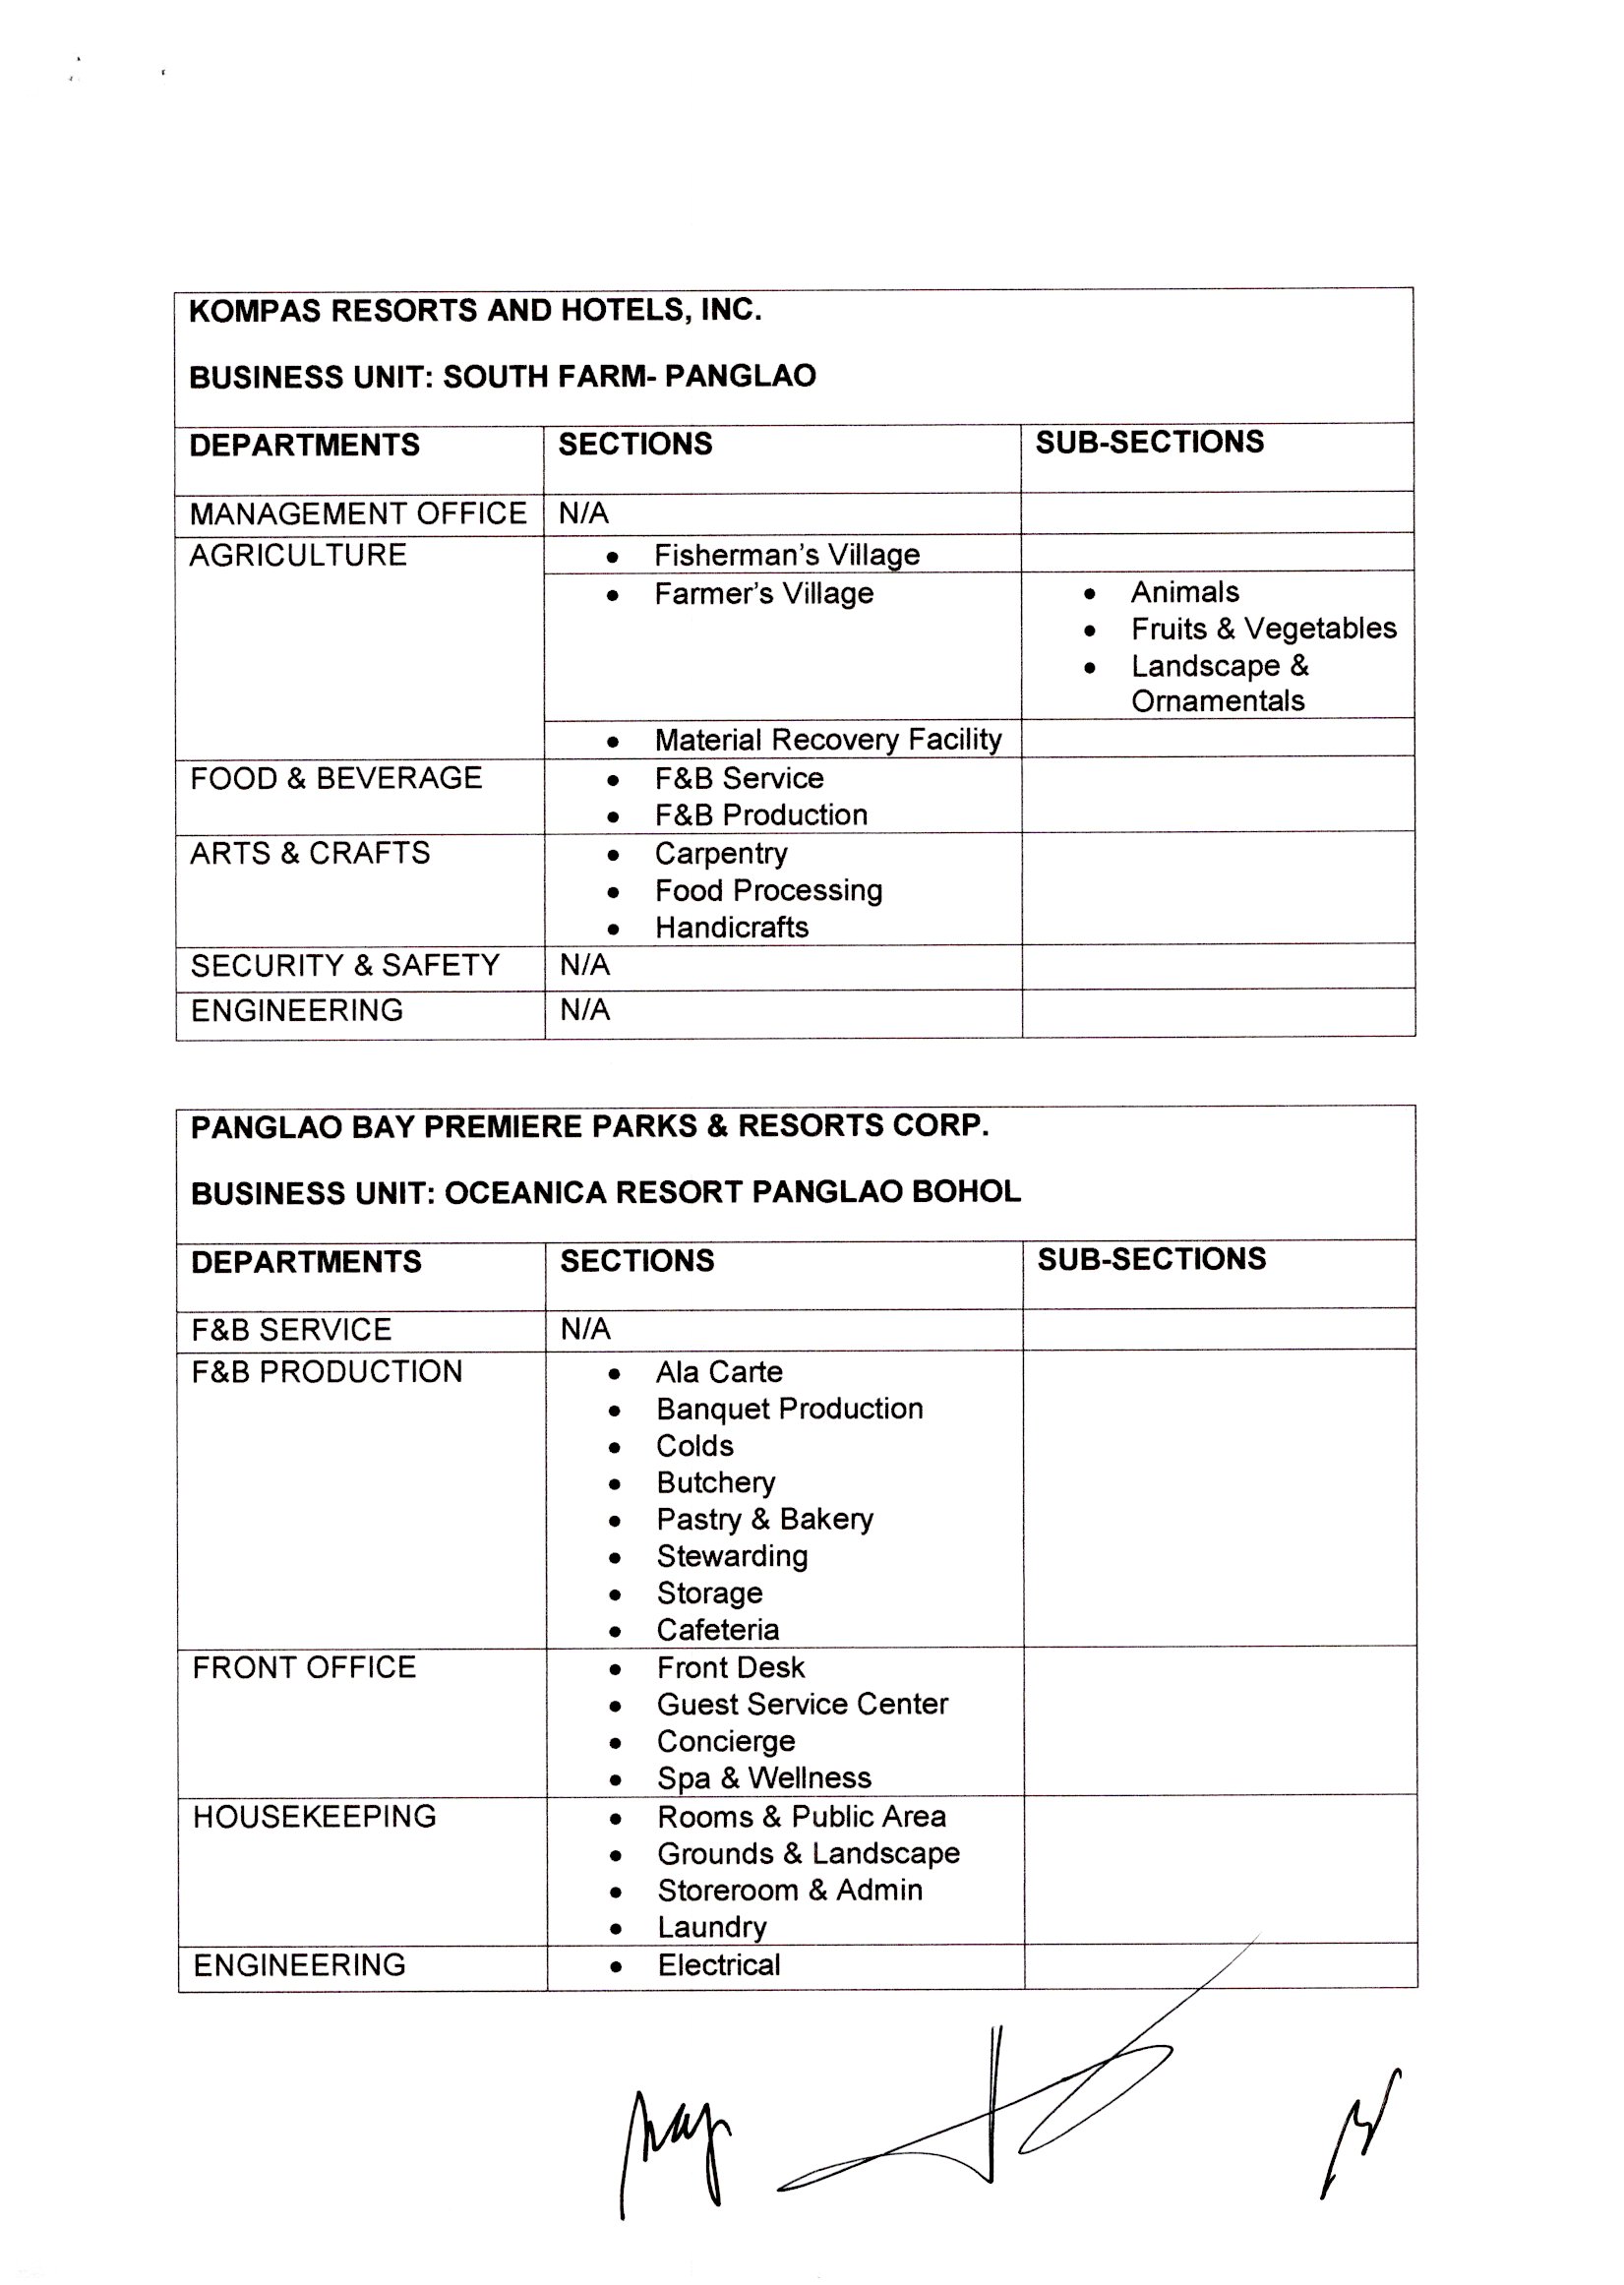 KOMPAS RESORTS AND HOTELS, INC.
BUSINESS UNIT: SOUTH FARM- PANGLAO
DEPARTMENTS SECTIONS SUB-SECTIONS
MANAGEMENT OFFICE N/A
AGRICULTURE • Fisherman's Village
• Farmer's Village • Animals
• Fruits & Vegetables
• Landscape &
Ornamentals
• Material Recovery Facility
FOOD & BEVERAGE • F&B Service
• F&B Production
ARTS & CRAFTS • Carpentry
• Food Processing
• Handicrafts
SECURITY & SAFETY N/A
ENGINEERING N/A
PANGLAO BAY PREMIERE PARKS & RESORTS CORP.
BUSINESS UNIT: OCEANICA RESORT PANGLAO BOHOL
DEPARTMENTS SECTIONS SUB-SECTIONS
F&B SERVICE N/A
F&B PRODUCTION • Ala Carte
• Banquet Production
• Colds
• Butchery
• Pastry & Bakery
• Stewarding
• Storage
• Cafeteria
FRONT OFFICE • Front Desk
• Guest Service Center
• Concierge
• Spa & Wellness
HOUSEKEEPING • Rooms & Public Area
• Grounds & Landscape
• Storeroom & Admin
• Laundry
ENGINEERING • Electrical